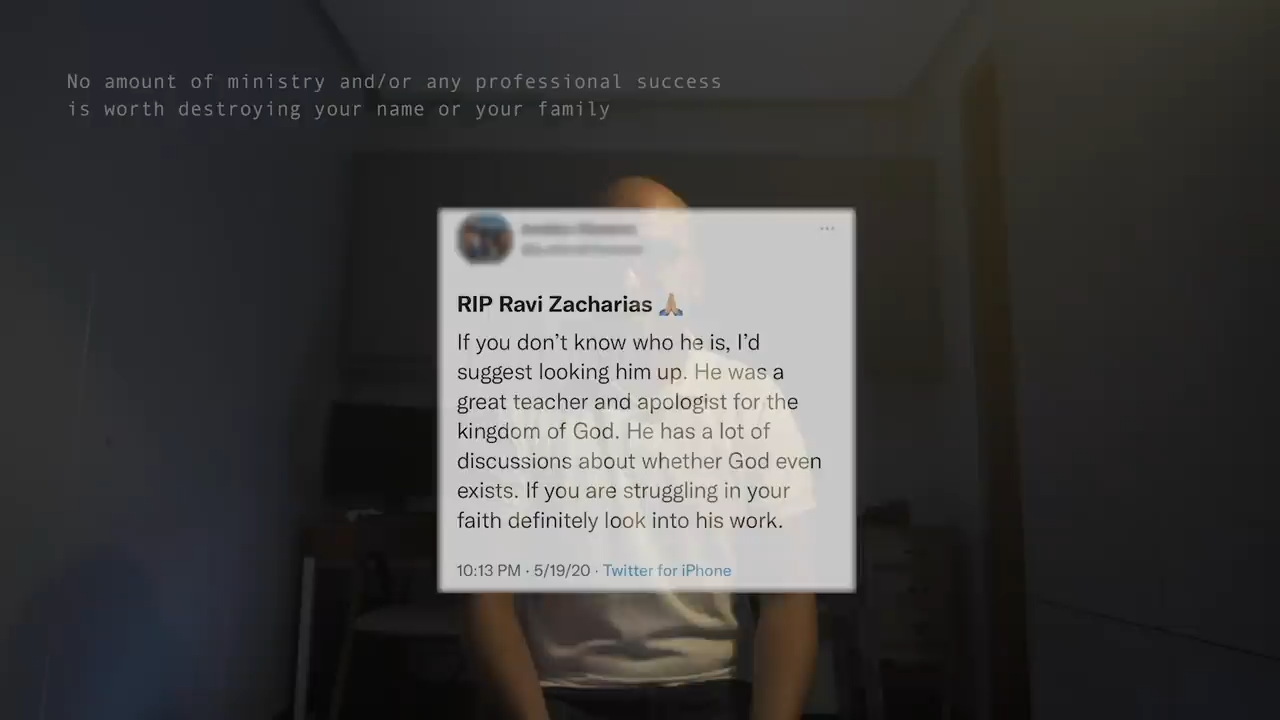 No amount of ministry and/or any professional success
is worth destroying your name or your family
RIP Ravi Zacharias 🙏🏽
If you don’t know who he is, I’d
suggest looking him up. He was a
great teacher and apologist for the
kingdom of God. He has a lot of
discussions about whether God even
exists. If you are struggling in your
faith definitely look into his work.
10:13 PM · 5/19/20 · Twitter for iPhone